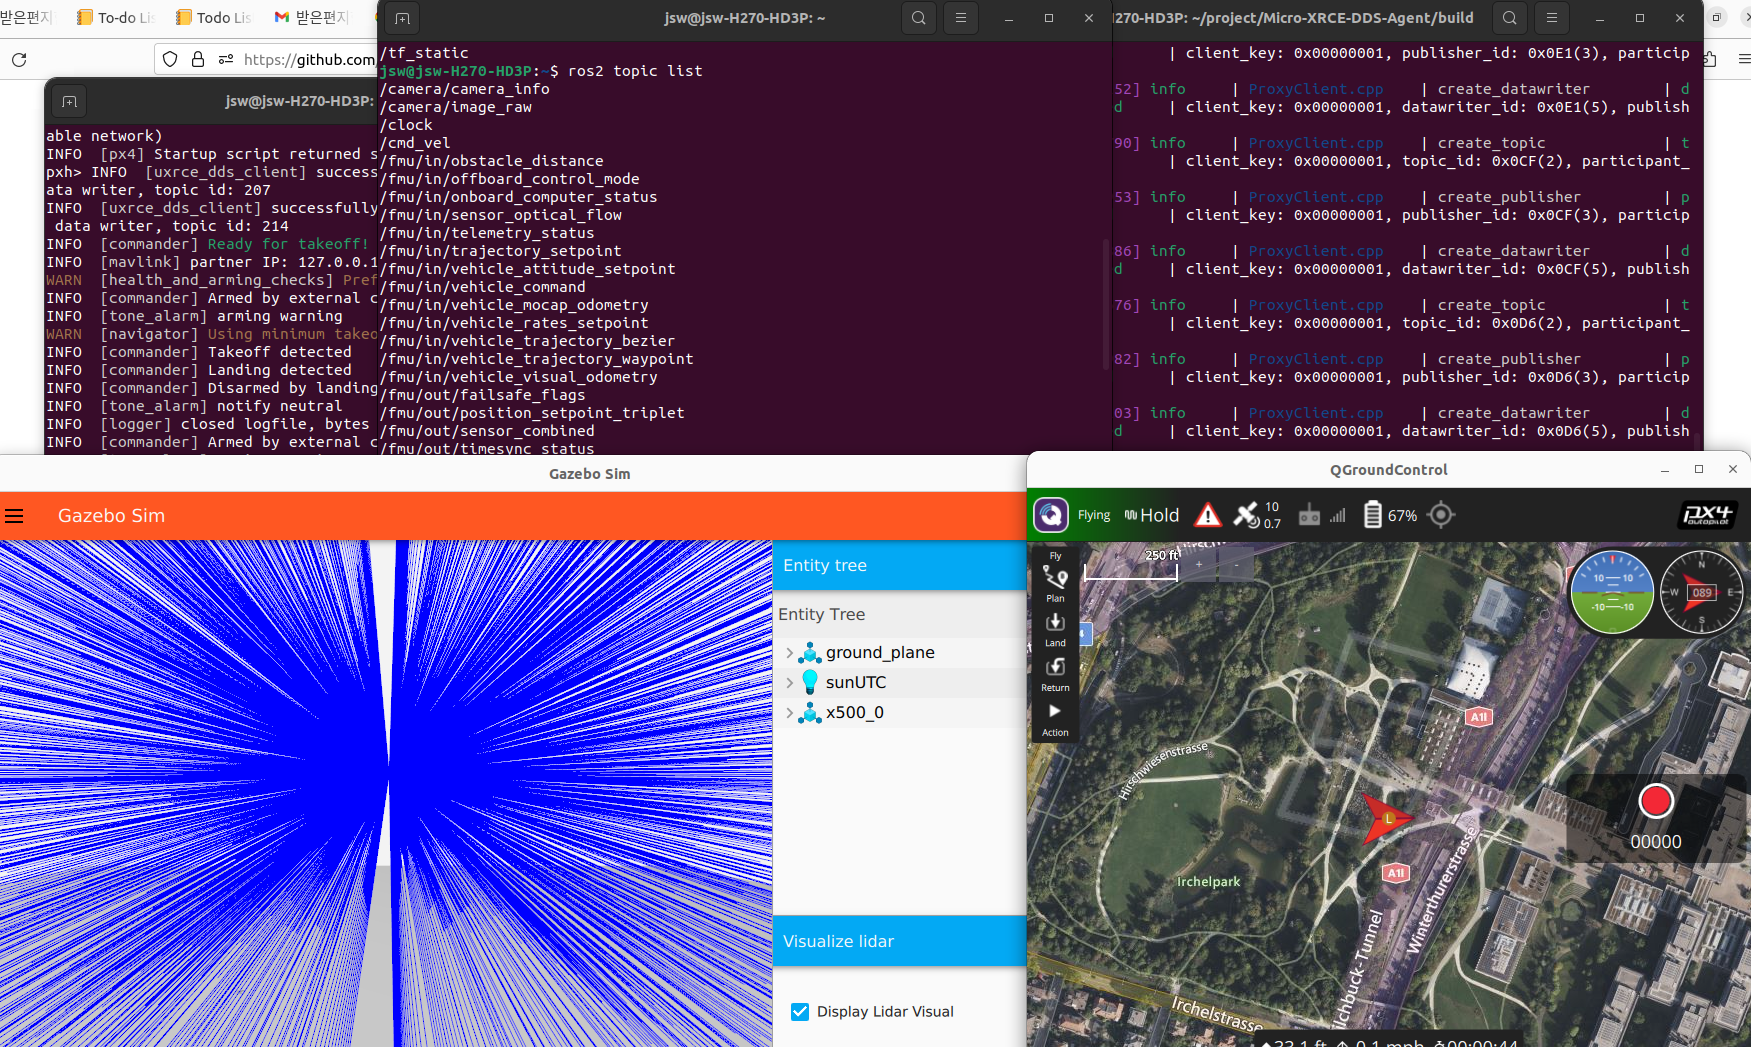 받은편지
To-do Lis
Todo Lis
받은편지
https://github.com
jsw@jsw-H270-HD3P:
able network)
INFO  [px4] Startup script returned s
pxh> INFO  [uxrce_dds_client] success
ata writer, topic id: 207
INFO  [uxrce_dds_client] successfully
 data writer, topic id: 214
INFO  [commander] Ready for takeoff!
INFO  [mavlink] partner IP: 127.0.0.1
WARN  [health_and_arming_checks] Pref
INFO  [commander] Armed by external c
INFO  [tone_alarm] arming warning
WARN  [navigator] Using minimum takeo
INFO  [commander] Takeoff detected
INFO  [commander] Landing detected
INFO  [commander] Disarmed by landing
INFO  [tone_alarm] notify neutral
INFO  [logger] closed logfile, bytes
INFO  [commander] Armed by external c
jsw@jsw-H270-HD3P: ~
/tf_static
jsw@jsw-H270-HD3P:~$ ros2 topic list
/camera/camera_info
/camera/image_raw
/clock
/cmd_vel
/fmu/in/obstacle_distance
/fmu/in/offboard_control_mode
/fmu/in/onboard_computer_status
/fmu/in/sensor_optical_flow
/fmu/in/telemetry_status
/fmu/in/trajectory_setpoint
/fmu/in/vehicle_attitude_setpoint
/fmu/in/vehicle_command
/fmu/in/vehicle_mocap_odometry
/fmu/in/vehicle_rates_setpoint
/fmu/in/vehicle_trajectory_bezier
/fmu/in/vehicle_trajectory_waypoint
/fmu/in/vehicle_visual_odometry
/fmu/out/failsafe_flags
/fmu/out/position_setpoint_triplet
/fmu/out/sensor_combined
/fmu/out/timesync_status
H270-HD3P: ~/project/Micro-XRCE-DDS-Agent/build
| client_key: 0x00000001, publisher_id: 0x0E1(3), particip
52] info | ProxyClient.cpp | create_datawriter | d
d | client_key: 0x00000001, datawriter_id: 0x0E1(5), publish
90] info | ProxyClient.cpp | create_topic | t
| client_key: 0x00000001, topic_id: 0x0CF(2), participant_
53] info | ProxyClient.cpp | create_publisher | p
| client_key: 0x00000001, publisher_id: 0x0CF(3), particip
86] info | ProxyClient.cpp | create_datawriter | d
d | client_key: 0x00000001, datawriter_id: 0x0CF(5), publish
76] info | ProxyClient.cpp | create_topic | t
| client_key: 0x00000001, topic_id: 0x0D6(2), participant_
82] info | ProxyClient.cpp | create_publisher | p
| client_key: 0x00000001, publisher_id: 0x0D6(3), particip
03] info | ProxyClient.cpp | create_datawriter | d
d | client_key: 0x00000001, datawriter_id: 0x0D6(5), publish
Gazebo Sim
Gazebo Sim
Entity tree
Entity Tree
ground_plane
sunUTC
x500_0
Visualize lidar
Display Lidar Visual
QGroundControl
Flying
Hold
10
0.7
67%
px4
autopilot
Fly
Plan
Land
Return
Action
250 ft
+
-
10 10
-10 -10
N
W
089
E
S
A1l
Hirschwiesenstrasse
L
00000
A1l
Irchelpark
Winterthurerstrasse
ilchbuck-Tunnel
Irchelstrasse
33.1 ft
0.1 mph
00:00:44